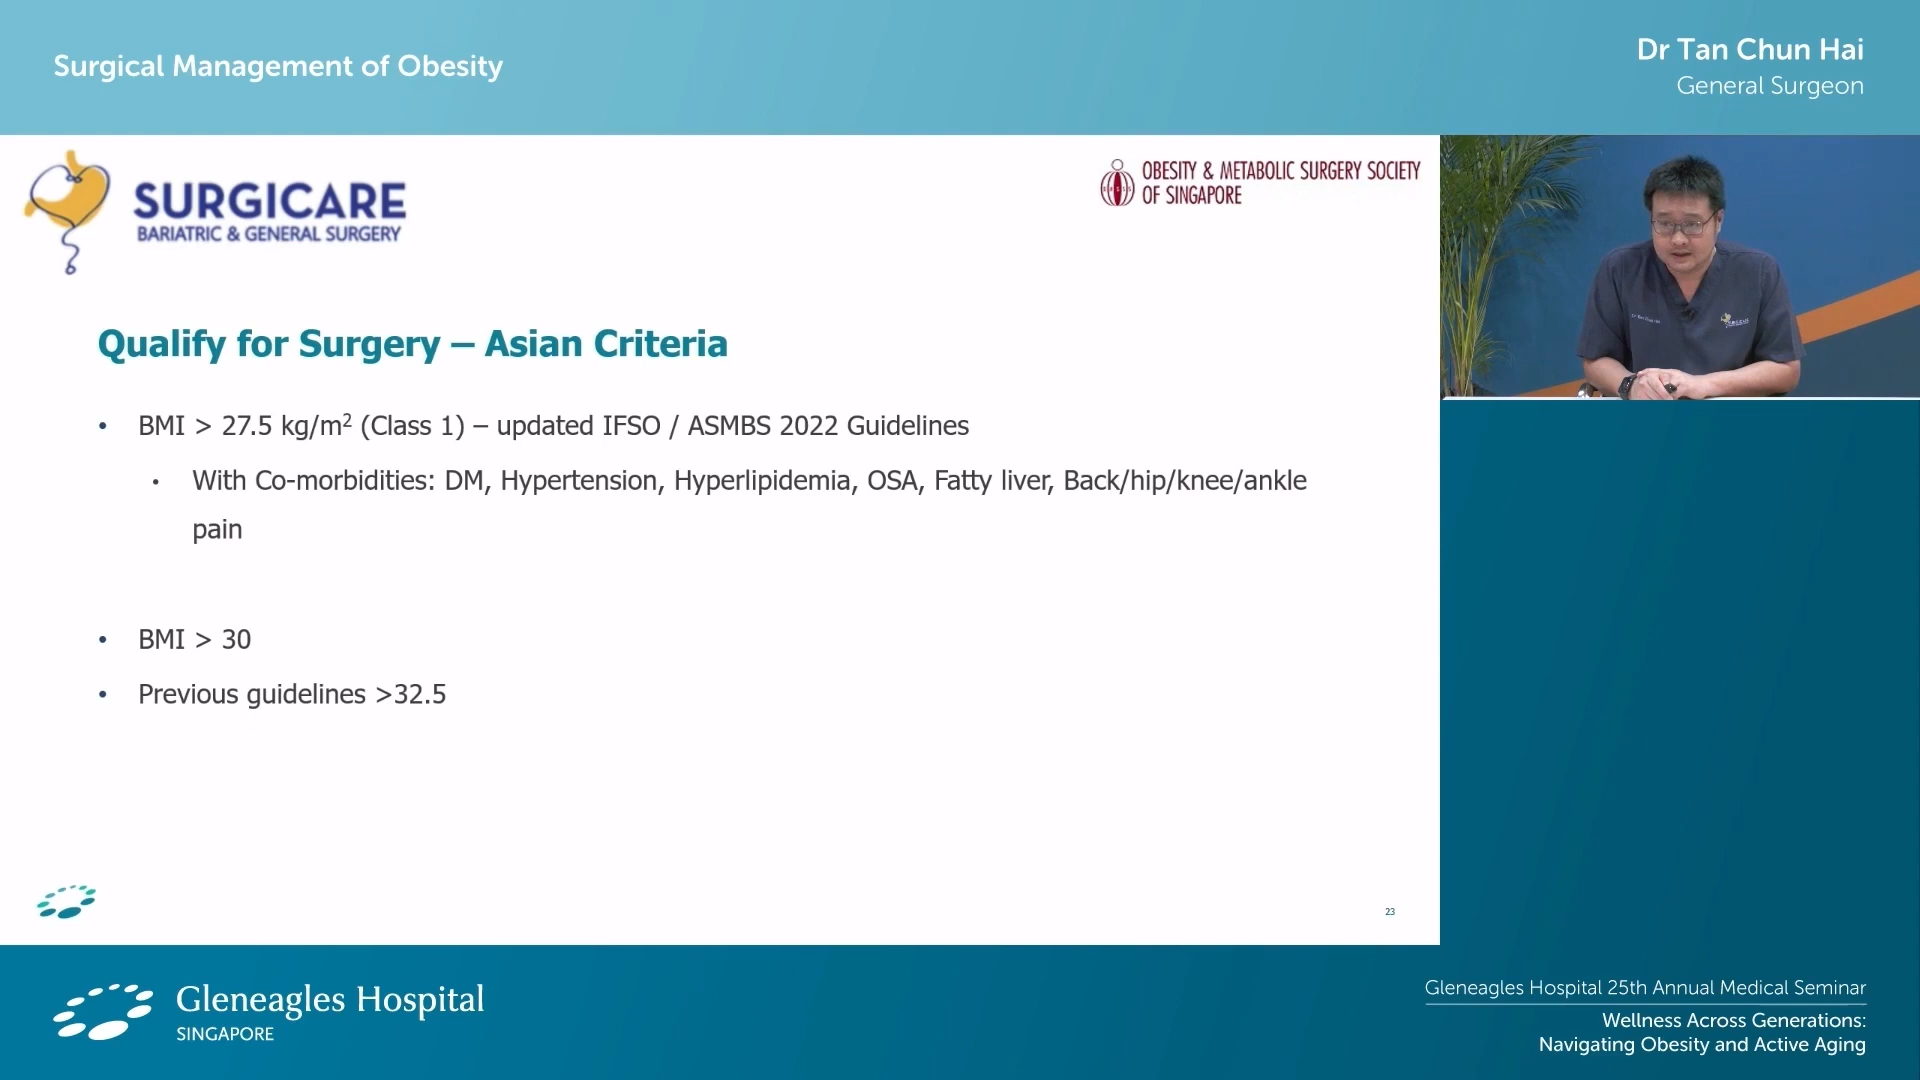 Surgical Management of Obesity
Dr Tan Chun Hai
General Surgeon
SURGICARE
BARIATRIC & GENERAL SURGERY
OBESITY & METABOLIC SURGERY SOCIETY
OF SINGAPORE
Qualify for Surgery – Asian Criteria
• BMI > 27.5 kg/m² (Class 1) – updated IFSO / ASMBS 2022 Guidelines
• With Co-morbidities: DM, Hypertension, Hyperlipidemia, OSA, Fatty liver, Back/hip/knee/ankle
pain
• BMI > 30
• Previous guidelines >32.5
23
Gleneagles Hospital
SINGAPORE
Gleneagles Hospital 25th Annual Medical Seminar
Wellness Across Generations:
Navigating Obesity and Active Aging